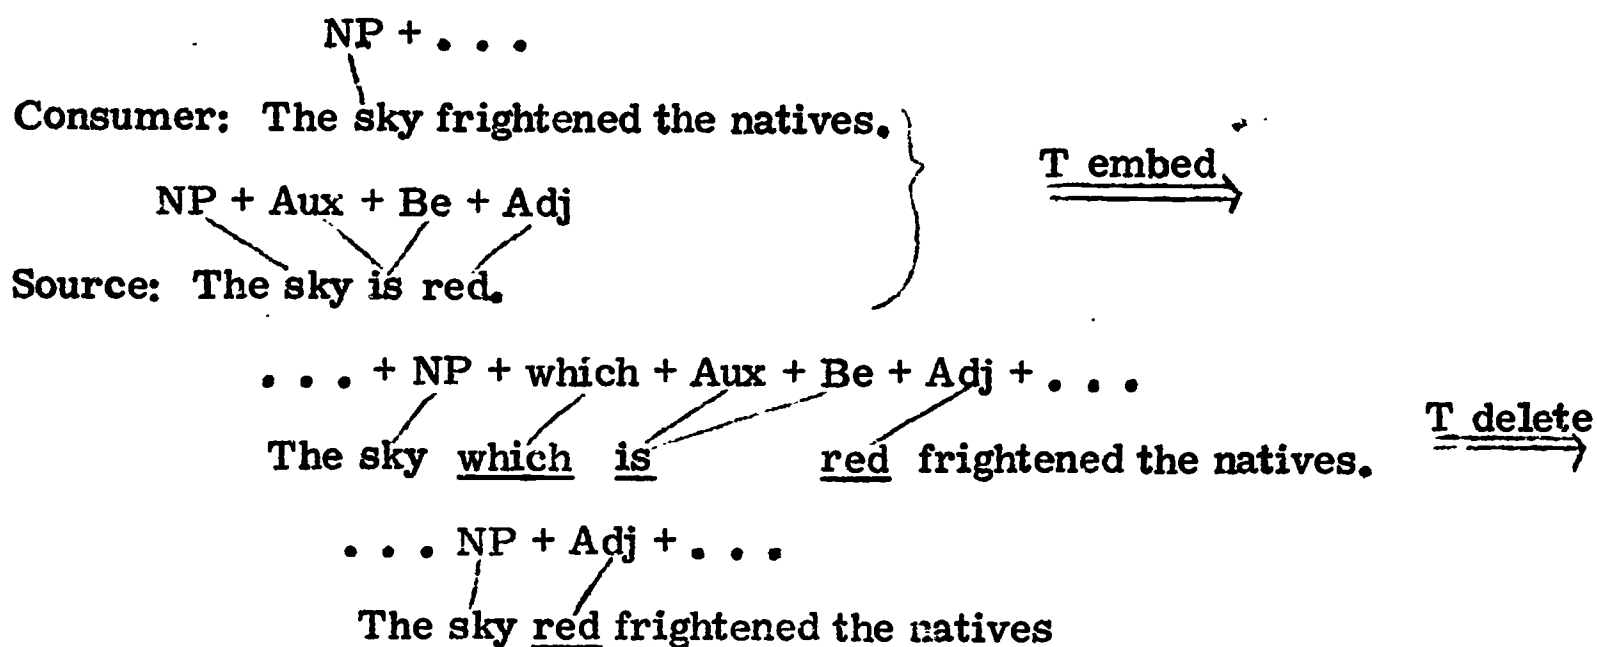 NP + . . .
Consumer: The sky frightened the natives.
T embed
NP + Aux + Be + Adj
Source: The sky is red.
. . . + NP + which + Aux + Be + Adj + . . .
T delete
The sky which is red frightened the natives.
. . . NP + Adj + . . .
The sky red frightened the natives